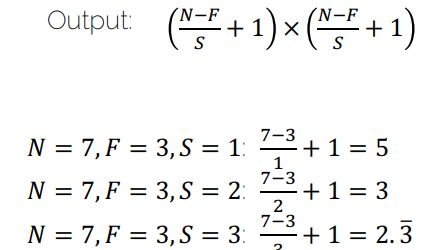 Output: (N−F/S + 1) × (N−F/S + 1)
N = 7, F = 3, S = 1: 7−3/1 + 1 = 5
N = 7, F = 3, S = 2: 7−3/2 + 1 = 3
N = 7, F = 3, S = 3: 7−3/3 + 1 = 2.3̅